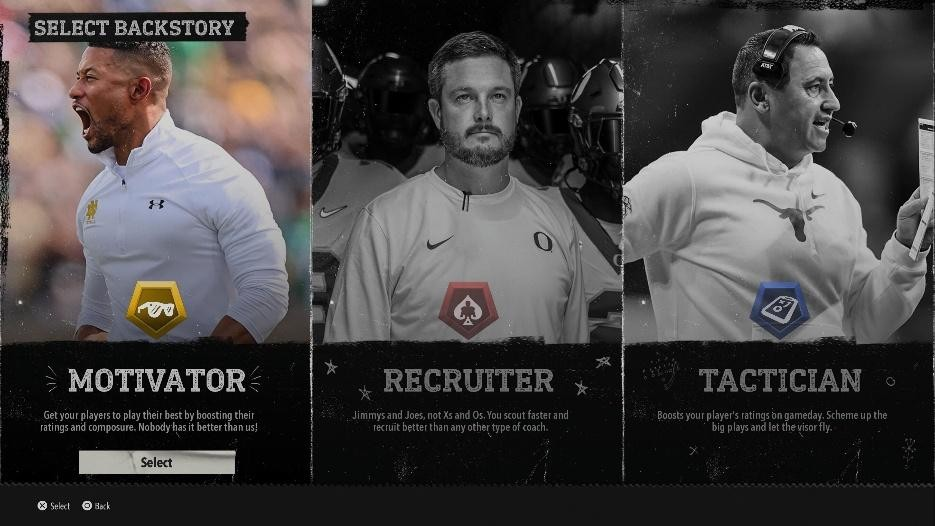 SELECT BACKSTORY
AT&T
O
MOTIVATOR
Get your players to play their best by boosting their
ratings and composure. Nobody has it better than us!
Select
RECRUITER
Jimmys and Joes, not Xs and Os. You scout faster and
recruit better than any other type of coach.
TACTICIAN
Boosts your player's ratings on gameday. Scheme up the
big plays and let the visor fly.
Select
Back